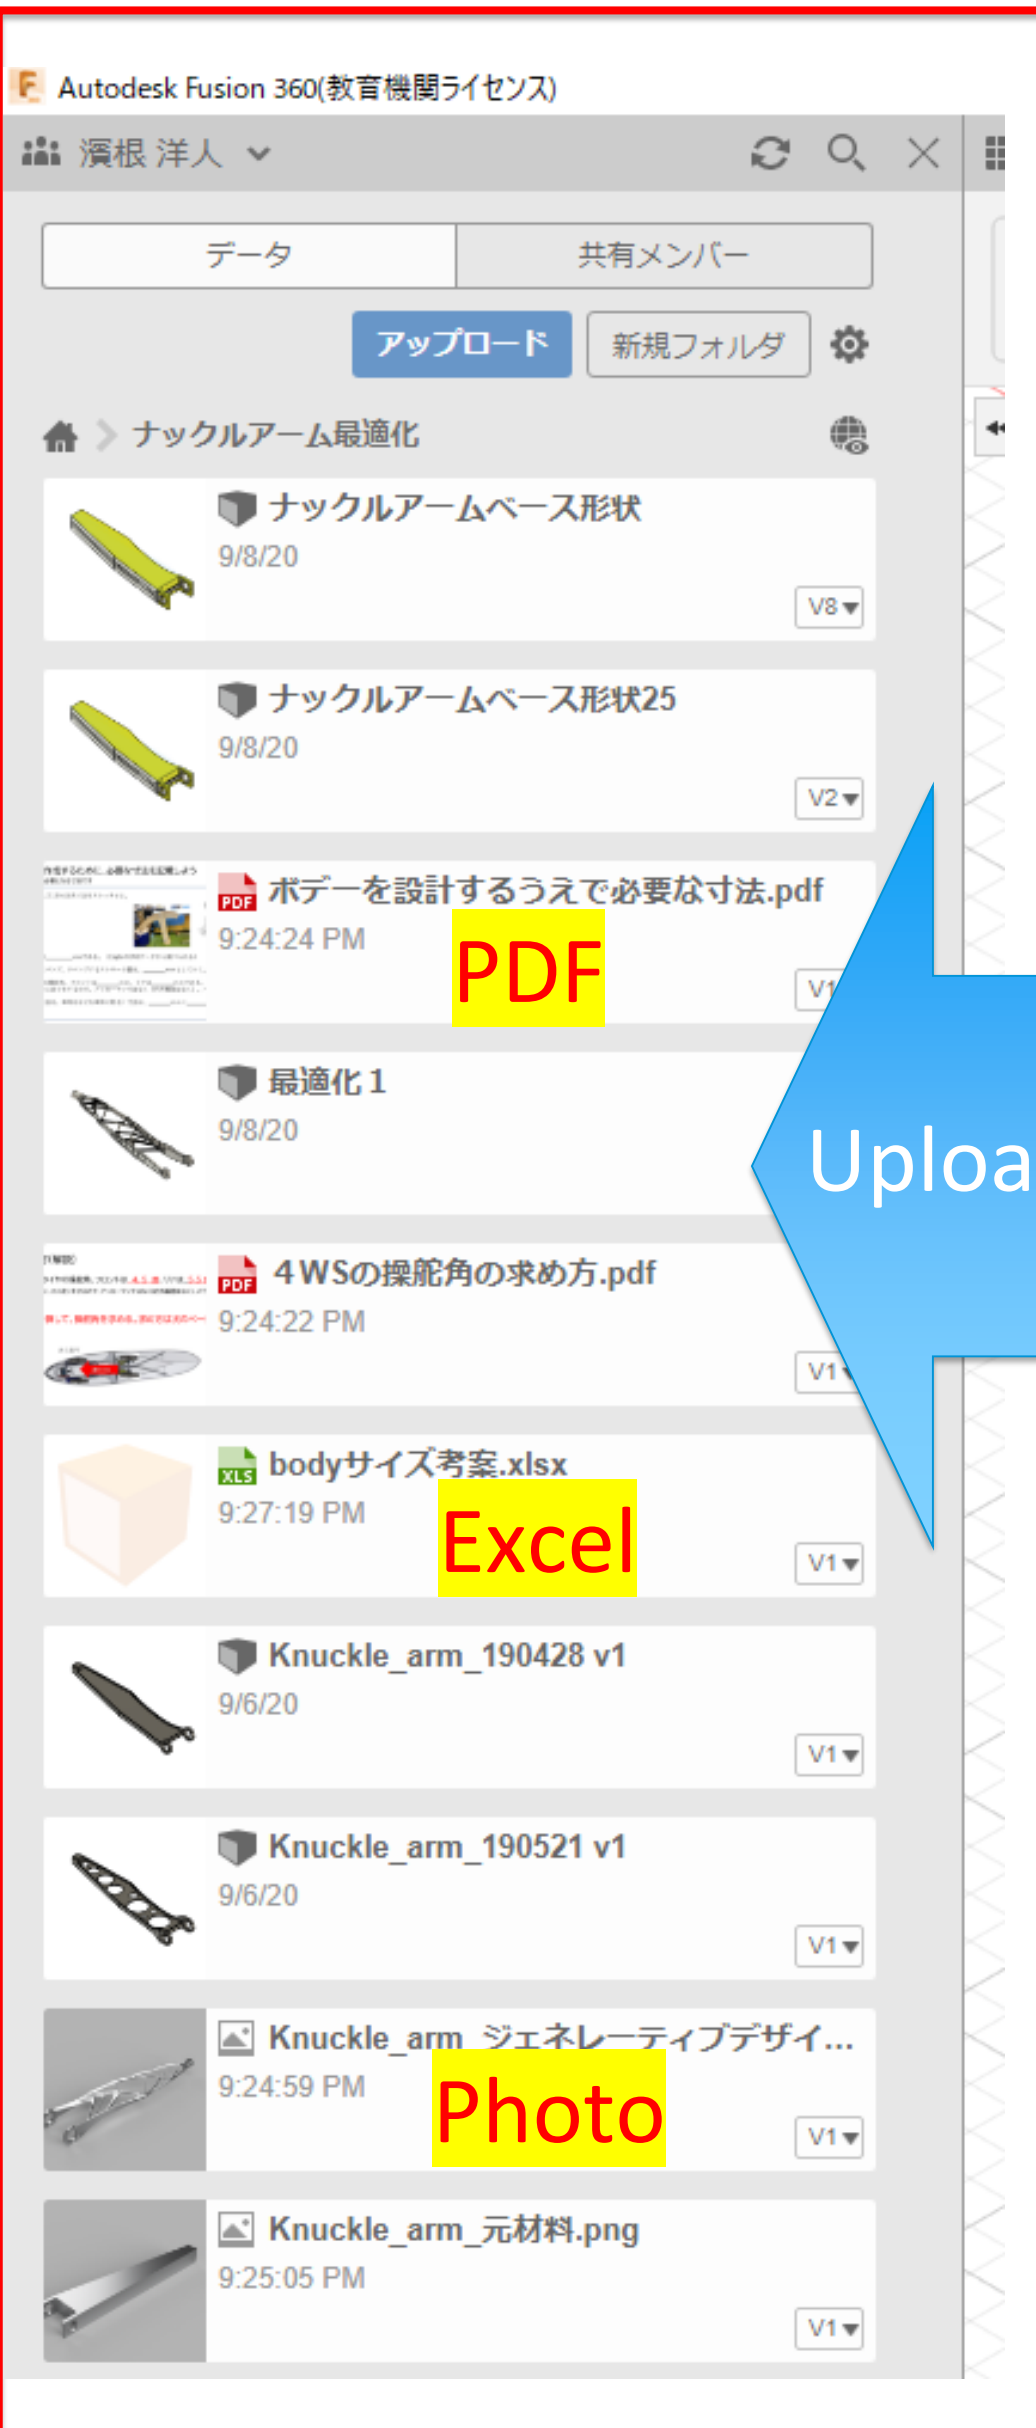 Autodesk Fusion 360(教育機関ライセンス)
濱根 洋人
データ
共有メンバー
アップロード
新規フォルダ
ナックルアーム最適化
ナックルアームベース形状
9/8/20
V8
ナックルアームベース形状25
9/8/20
V2
PDF
ボデーを設計するうえで必要な寸法.pdf
9:24:24 PM
PDF
V1
最適化１
9/8/20
Uploa
PDF
４WSの操舵角の求め方.pdf
9:24:22 PM
V1
XLS
bodyサイズ考案.xlsx
9:27:19 PM
Excel
V1
Knuckle_arm_190428 v1
9/6/20
V1
Knuckle_arm_190521 v1
9/6/20
V1
Knuckle_arm_ジェネレーティブデザイ...
9:24:59 PM
Photo
V1
Knuckle_arm_元材料.png
9:25:05 PM
V1